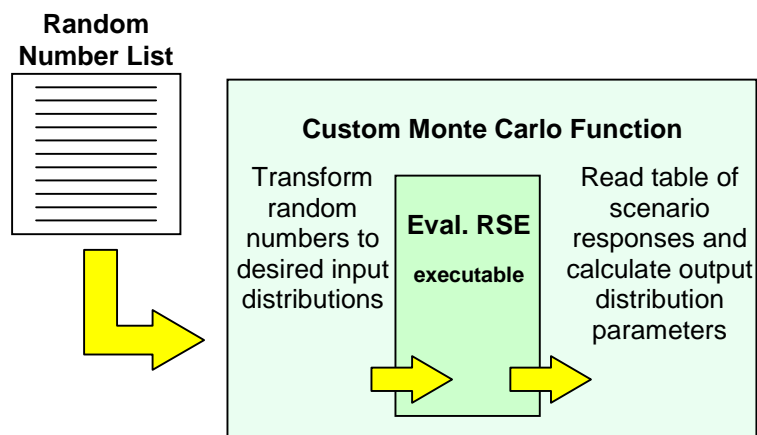 Random
Number List
Custom Monte Carlo Function
Transform
random
numbers to
desired input
distributions
Eval. RSE
executable
Read table of
scenario
responses and
calculate output
distribution
parameters